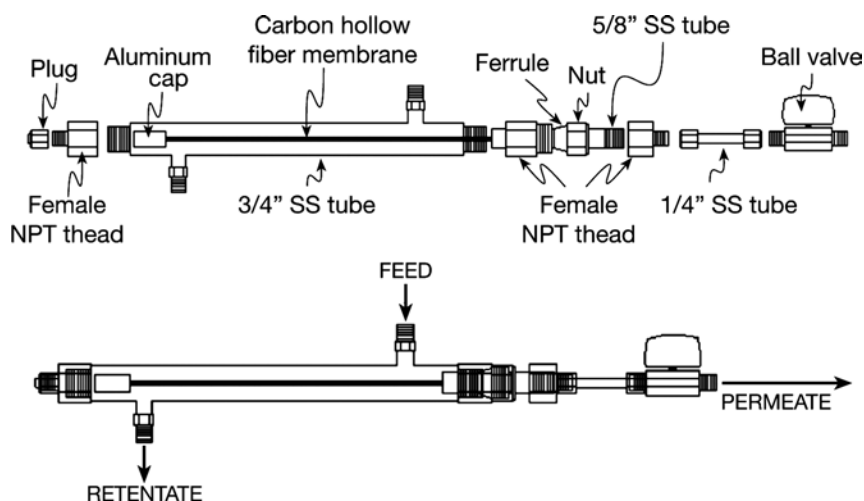 Plug
Aluminum
cap
Carbon hollow
fiber membrane
Ferrule
Nut
5/8” SS tube
Ball valve
Female
NPT thead
3/4” SS tube
Female
NPT thead
1/4” SS tube
FEED
PERMEATE
RETENTATE